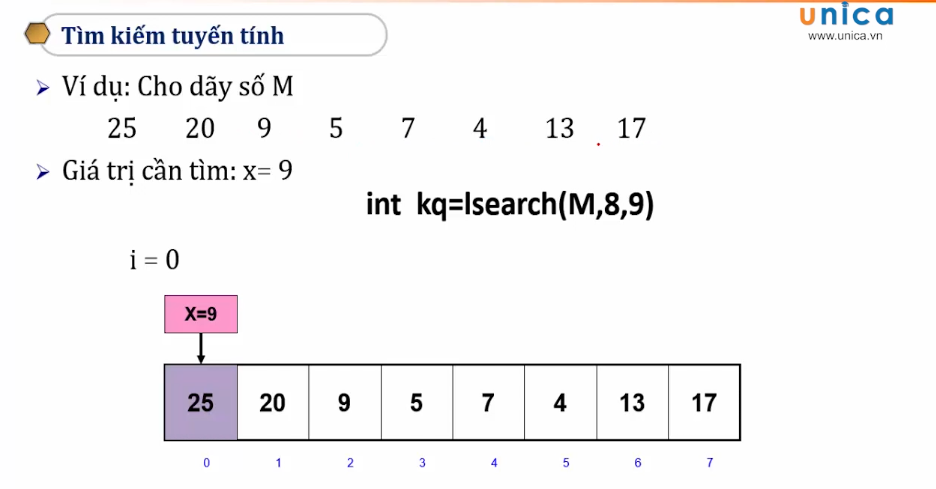 unica
www.unica.vn
Tìm kiếm tuyến tính
Ví dụ: Cho dãy số M
25 20 9 5 7 4 13 17
Giá trị cần tìm: x= 9
int kq=lsearch(M,8,9)
i = 0
X=9
25 20 9 5 7 4 13 17
0 1 2 3 4 5 6 7